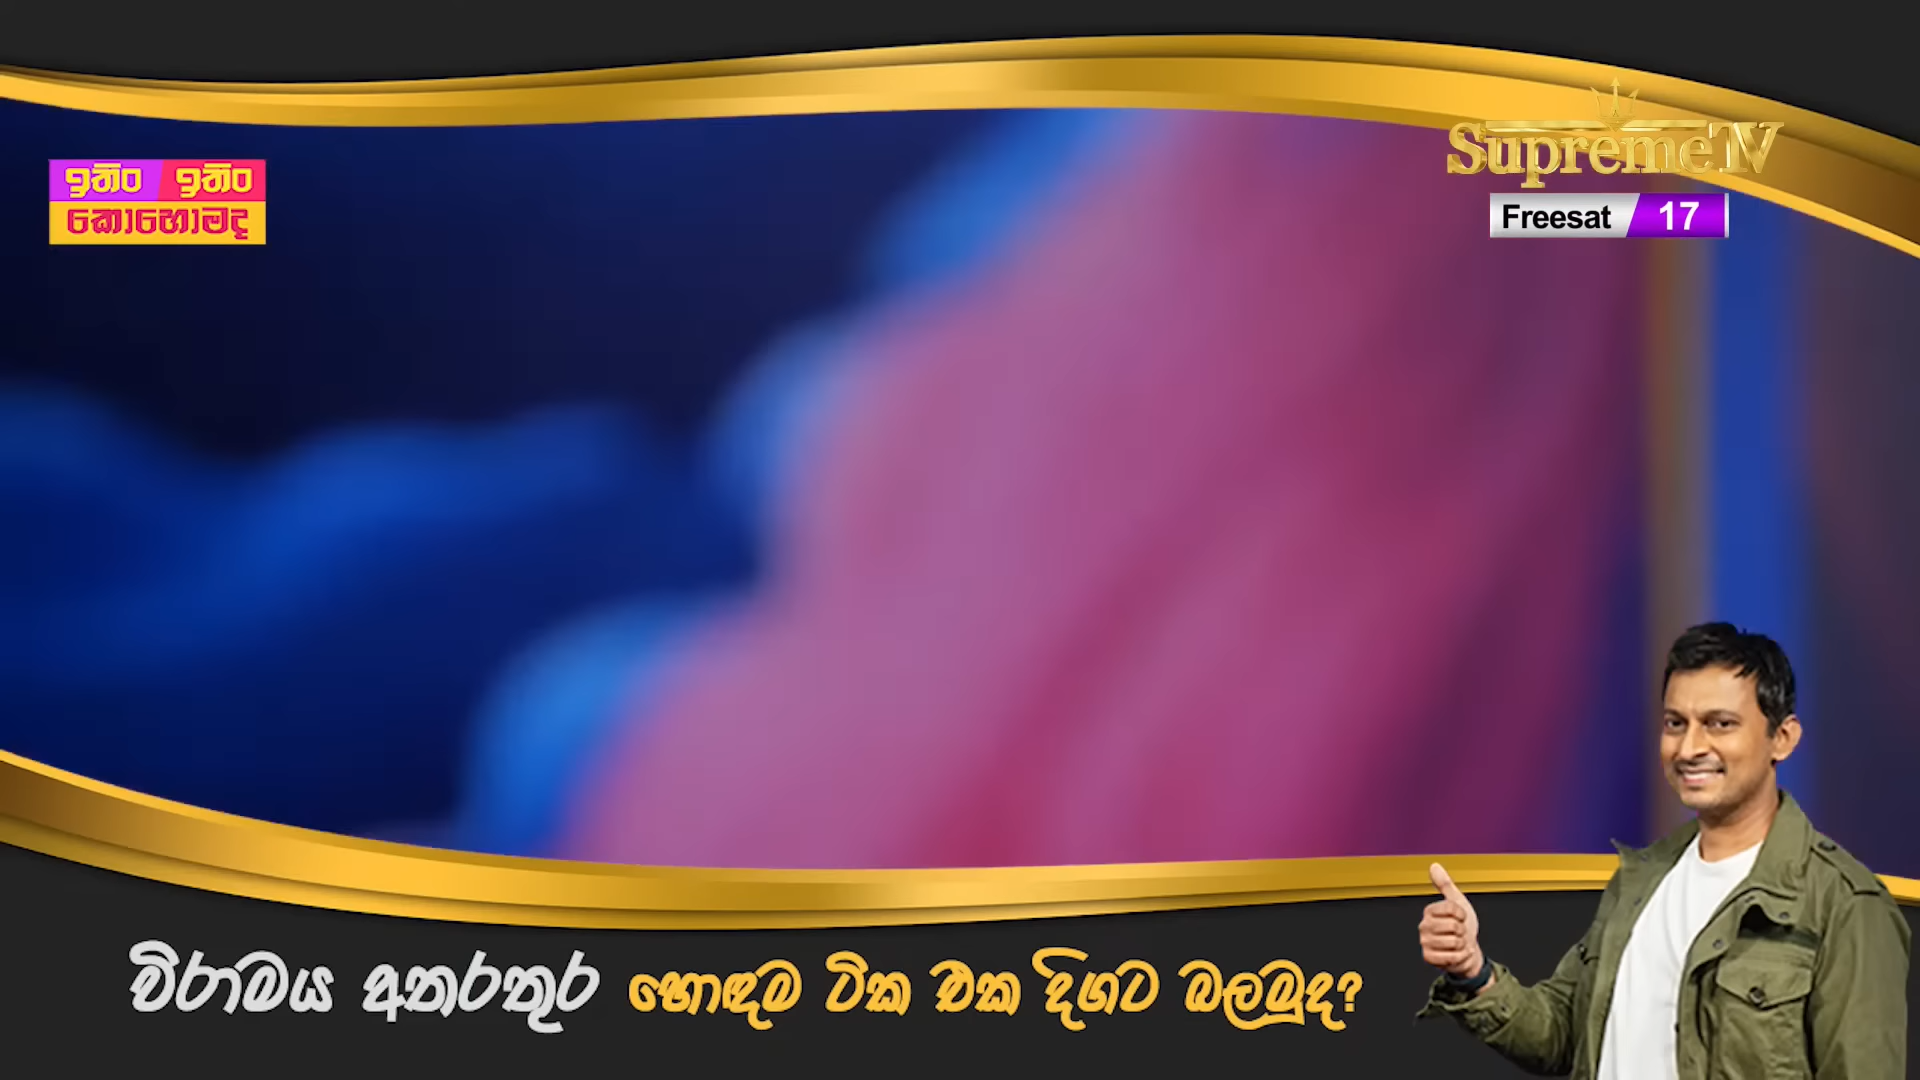 ඉතිං ඉතිං
කොහොමද
SupremeTV
Freesat 17
විරාමය අතරතුර හොඳම ටික එක දිගට බලමුද?